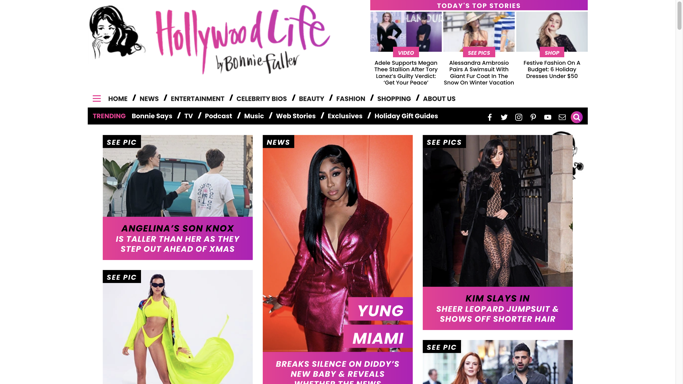 Hollywood Life
by Bonnie Fuller
TODAY'S TOP STORIES
VIDEO
Adele Supports Megan
Thee Stallion After Tory
Lanez's Guilty Verdict:
'Get Your Peace'
SEE PICS
Alessandra Ambrosio
Pairs A Swimsuit With
Giant Fur Coat In The
Snow On Winter Vacation
SHOP
Festive Fashion On A
Budget: 6 Holiday
Dresses Under $50
HOME / NEWS / ENTERTAINMENT / CELEBRITY BIOS / BEAUTY / FASHION / SHOPPING / ABOUT US
TRENDING Bonnie Says / TV / Podcast / Music / Web Stories / Exclusives / Holiday Gift Guides
SEE PIC
ANGELINA'S SON KNOX
IS TALLER THAN HER AS THEY
STEP OUT AHEAD OF XMAS
SEE PIC
NEWS
YUNG
MIAMI
BREAKS SILENCE ON DIDDY'S
NEW BABY & REVEALS
WHETHER THE NEWS
SEE PICS
KIM SLAYS IN
SHEER LEOPARD JUMPSUIT &
SHOWS OFF SHORTER HAIR
SEE PIC